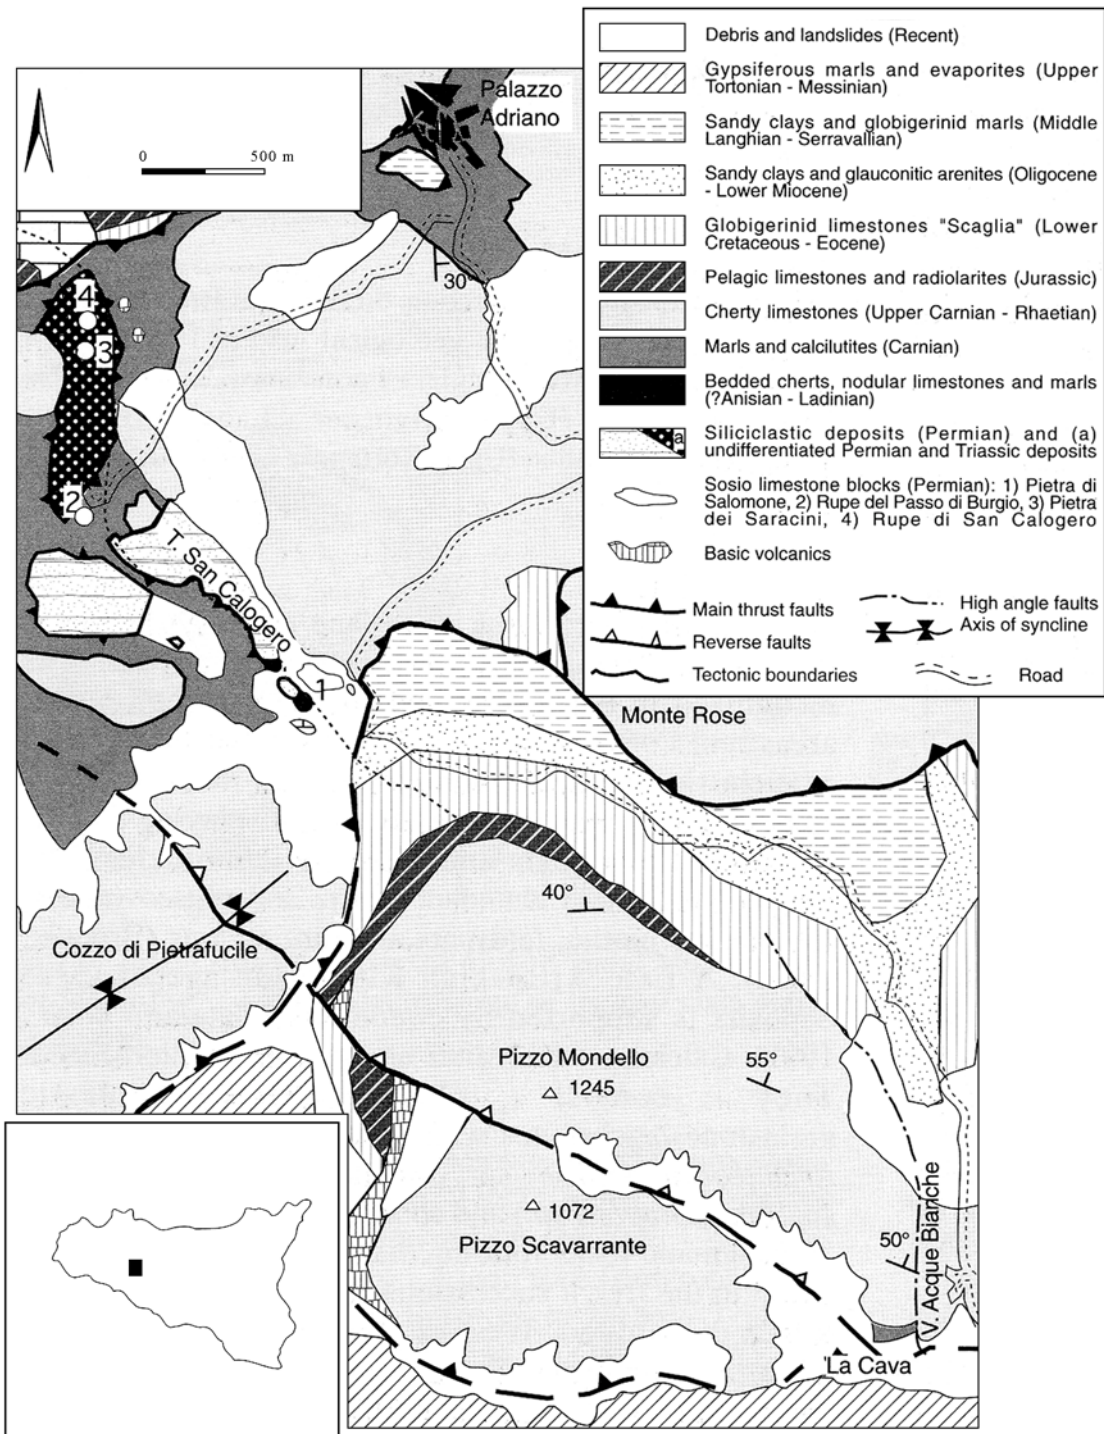 Debris and landslides (Recent)
Gypsiferous marls and evaporites (Upper
Tortonian - Messinian)
Sandy clays and globigerinid marls (Middle
Langhian - Serravallian)
Sandy clays and glauconitic arenites (Oligocene
- Lower Miocene)
Globigerinid limestones "Scaglia" (Lower
Cretaceous - Eocene)
Pelagic limestones and radiolarites (Jurassic)
Cherty limestones (Upper Carnian - Rhaetian)
Marls and calcilutites (Carnian)
Bedded cherts, nodular limestones and marls
(?Anisian - Ladinian)
a
Siliciclastic deposits (Permian) and (a)
undifferentiated Permian and Triassic deposits
Sosio limestone blocks (Permian): 1) Pietra di
Salomone, 2) Rupe del Passo di Burgio, 3) Pietra
dei Saracini, 4) Rupe di San Calogero
Basic volcanics
Main thrust faults
High angle faults
Reverse faults
Axis of syncline
Tectonic boundaries
Road
0 500 m
Palazzo
Adriano
30°
4
3
2
T. San Calogero
1
Monte Rose
40°
Cozzo di Pietrafucile
Pizzo Mondello
1245
55°
1072
Pizzo Scavarrante
50°
V. Acque Bianche
La Cava